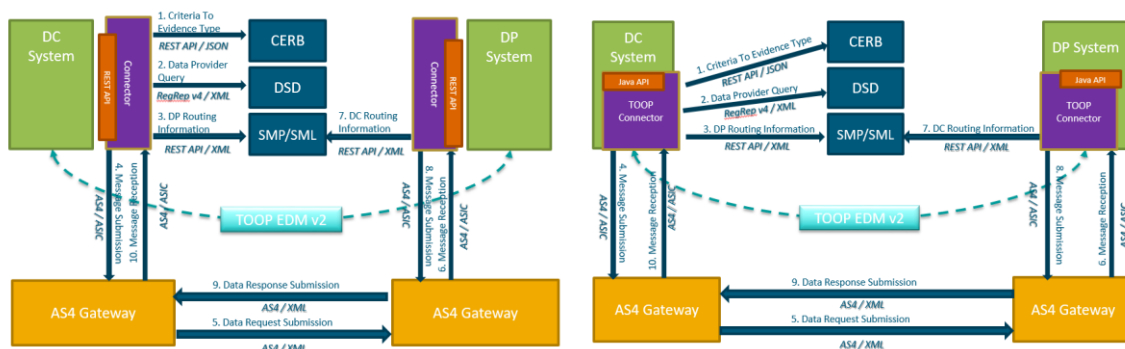 DC
System
REST API
Connector
1. Criteria To
Evidence Type
REST API / JSON
2. Data Provider
Query
RegRep v4 / XML
3. DP Routing
Information
REST API / XML
CERB
DSD
SMP/SML
7. DC Routing
Information
REST API / XML
Connector
REST API
DP
System
4. Message Submission
AS4 / ASIC
10. Message Reception
AS4 / ASIC
TOOP EDM v2
8. Message Submission
AS4 / ASIC
6. Message Reception
AS4 / ASIC
AS4 Gateway
9. Data Response Submission
AS4 / XML
5. Data Request Submission
AS4 / XML
AS4 Gateway
DC
System
Java API
TOOP
Connector
1. Criteria To Evidence Type
REST API / JSON
2. Data Provider Query
RegRep v4 / XML
3. DP Routing Information
REST API / XML
CERB
DSD
SMP/SML
7. DC Routing Information
REST API / XML
DP System
Java API
TOOP
Connector
4. Message Submission
AS4 / ASIC
10. Message Reception
AS4 / ASIC
TOOP EDM v2
8. Message Submission
AS4 / ASIC
6. Message Reception
AS4 / ASIC
AS4 Gateway
9. Data Response Submission
AS4 / XML
5. Data Request Submission
AS4 / XML
AS4 Gateway